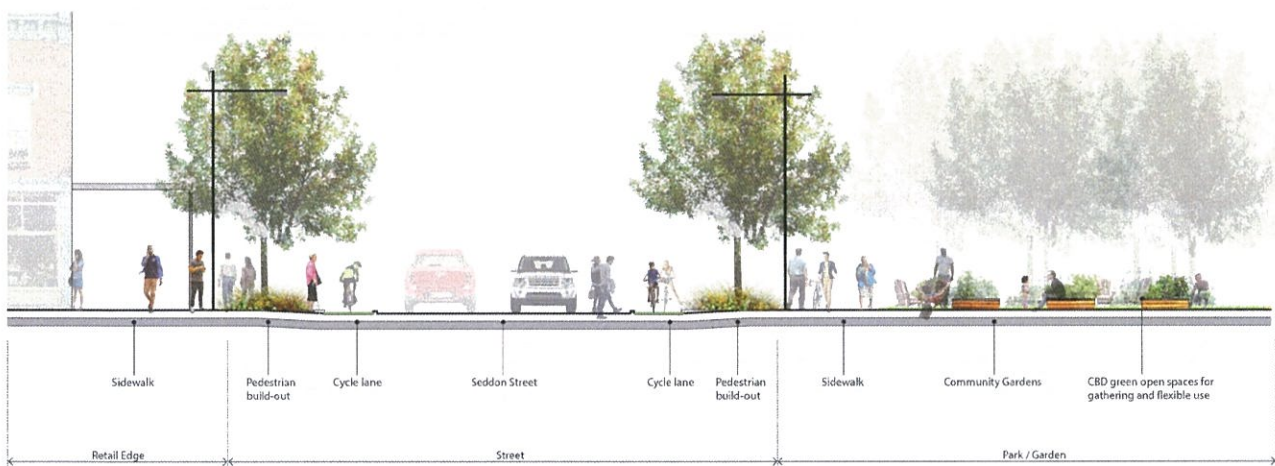 Sidewalk
Pedestrian
build-out
Cycle lane
Seddon Street
Cycle lane
Pedestrian
build-out
Sidewalk
Community Gardens
CBD green open spaces for
gathering and flexible use
Retail Edge
Street
Park / Garden